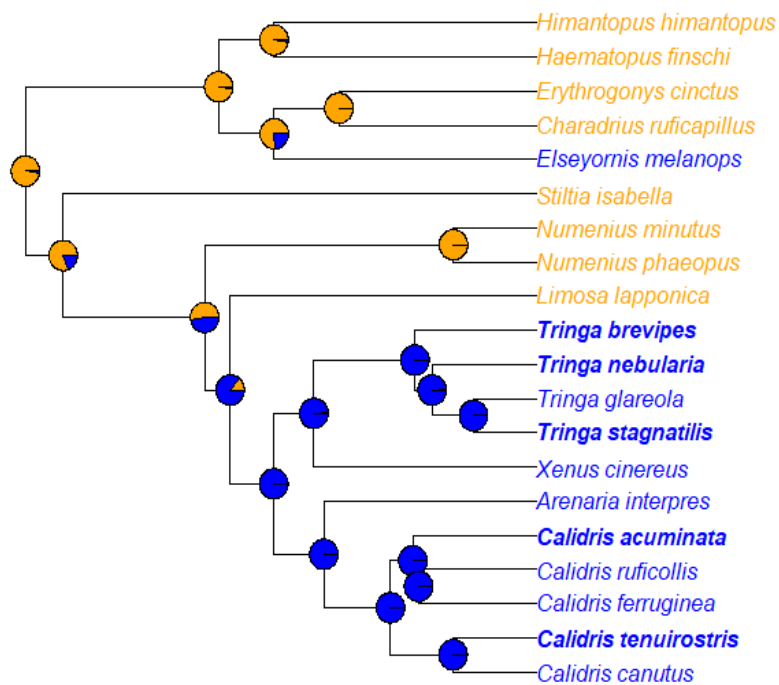 Himantopus himantopus
Haematopus finschi
Erythrogonys cinctus
Charadrius ruficapillus
Elseyornis melanops
Stiltia isabella
Numenius minutus
Numenius phaeopus
Limosa lapponica
Tringa brevipes
Tringa nebularia
Tringa glareola
Tringa stagnatilis
Xenus cinereus
Arenaria interpres
Calidris acuminata
Calidris ruficollis
Calidris ferruginea
Calidris tenuirostris
Calidris canutus